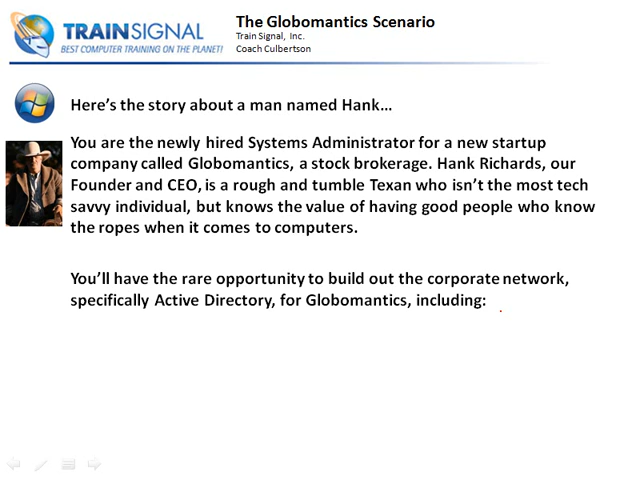 TRAINSIGNAL
BEST COMPUTER TRAINING ON THE PLANET!
The Globomantics Scenario
Train Signal, Inc.
Coach Culbertson
Here's the story about a man named Hank…
You are the newly hired Systems Administrator for a new startup
company called Globomantics, a stock brokerage. Hank Richards, our
Founder and CEO, is a rough and tumble Texan who isn't the most tech
savvy individual, but knows the value of having good people who know
the ropes when it comes to computers.
You'll have the rare opportunity to build out the corporate network,
specifically Active Directory, for Globomantics, including: